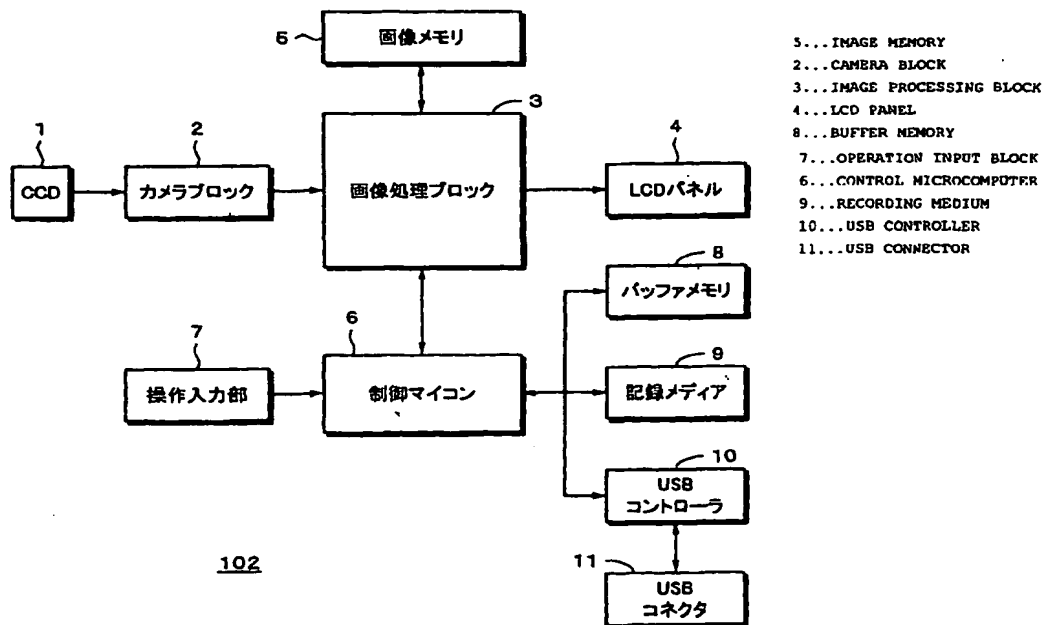 5
画像メモリ
3
1
2
4
CCD
カメラブロック
画像処理ブロック
LCDパネル
8
バッファメモリ
7
6
9
操作入力部
制御マイコン
記録メディア
10
USB
コントローラ
102
11
USB
コネクタ
5...IMAGE MEMORY
2...CAMERA BLOCK
3...IMAGE PROCESSING BLOCK
4...LCD PANEL
8...BUFFER MEMORY
7...OPERATION INPUT BLOCK
6...CONTROL MICROCOMPUTER
9...RECORDING MEDIUM
10...USB CONTROLLER
11...USB CONNECTOR